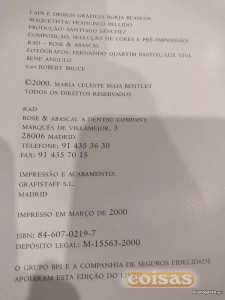 CAPA E DESIGN GRÁFICO BORJA BEASCOA
MAQUETISTA: FRANCISCO BELLIDO
PRODUÇÃO: SANTIAGO SÁNCHEZ
COMPOSIÇÃO, SELECÇÃO DE CORES E PRÉ-IMPRESSÃO:
RAD – ROSE & ABASCAL
FOTÓGRAFOS: FERNANDO QUARTIM BASTOS, LUZ VIVA
BENE ANGULO
CAPA ROBERT BRUCE
©2000. MARIA CELESTE MAIA BENTLEY
TODOS OS DIREITOS RESERVADOS
RAD
ROSE & ABASCAL A DENTSU COMPANY
MARQUÉS DE VILLAMEJOR, 3
28006 MADRID
TELEFONE: 91 435 36 30
FAX: 91 435 70 15
IMPRESSÃO E ACABAMENTO:
GRAFISTAFF S.L.
MADRID
IMPRESSO EM MARÇO DE 2000
ISBN: 84-607-0219-7
DEPÓSITO LEGAL: M-15563-2000
O GRUPO BPI E A COMPANHIA DE SEGUROS FIDELIDADE
APOIARAM ESTA EDIÇÃO DO
coisas